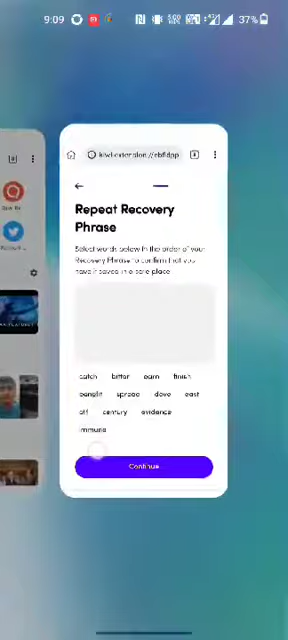 9:09
37%
Repeat Recovery
Phrase
Select words below in the order of your
Recovery Phrase to confirm that you
have it saved in a safe place
catch bitter earn finish
benefit spread dove east
off century evidence
immune
Continue